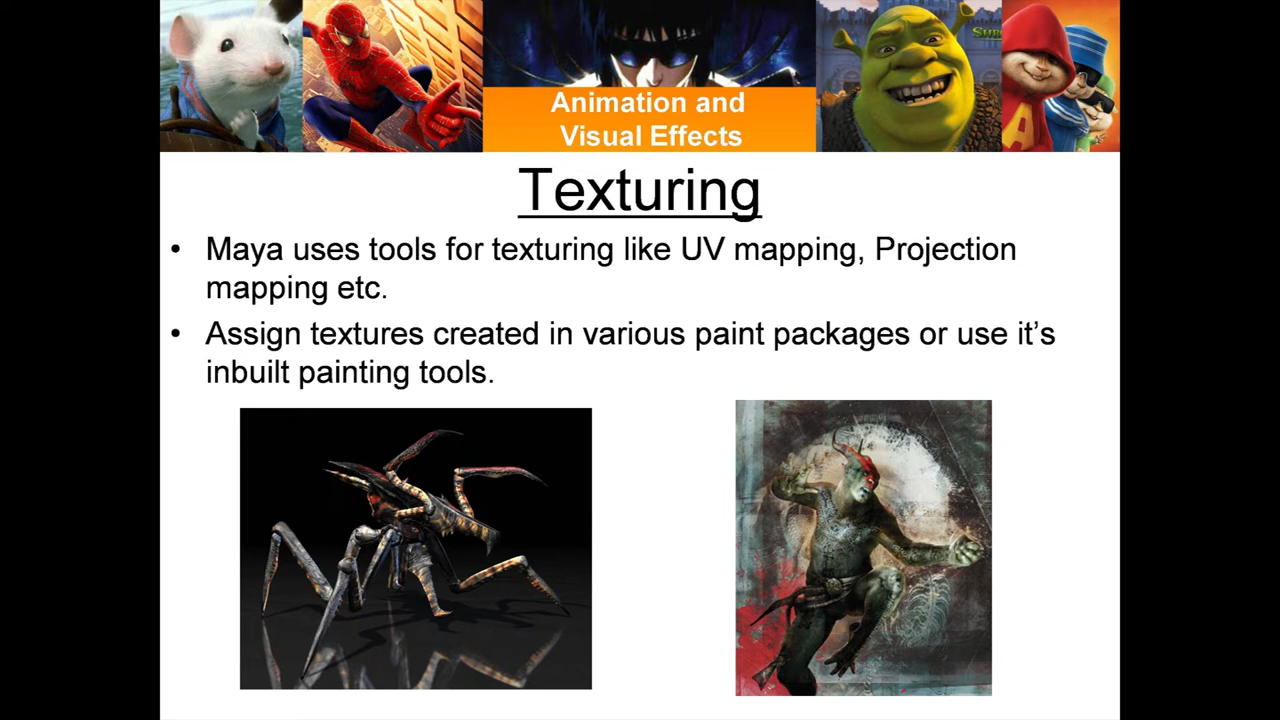 Animation and
Visual Effects
Texturing
• Maya uses tools for texturing like UV mapping, Projection
mapping etc.
• Assign textures created in various paint packages or use it’s
inbuilt painting tools.